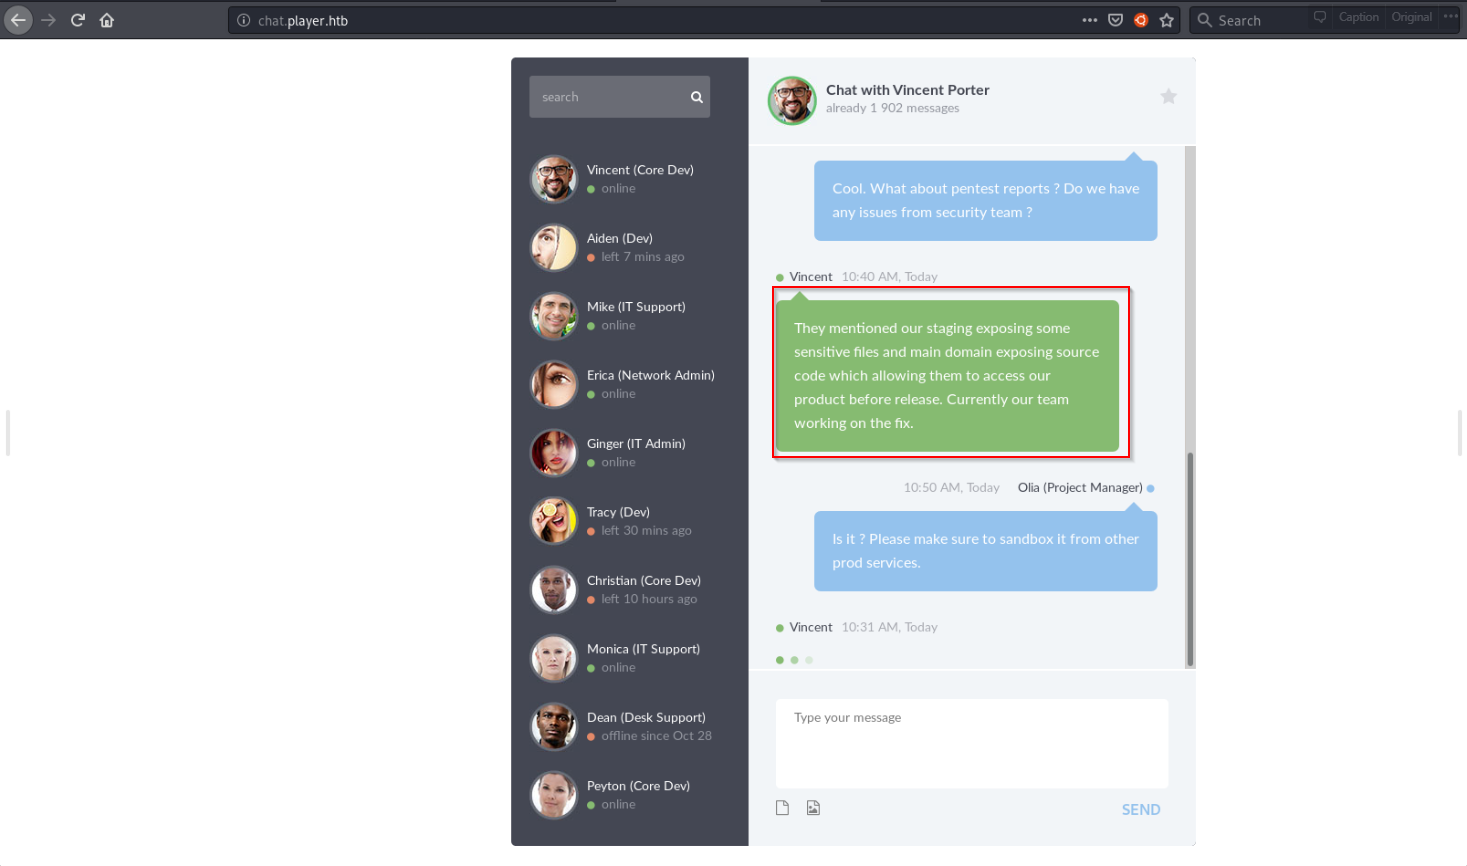 chat.player.htb
Search
Caption
Original
search
Vincent (Core Dev)
online
Aiden (Dev)
left 7 mins ago
Mike (IT Support)
online
Erica (Network Admin)
online
Ginger (IT Admin)
online
Tracy (Dev)
left 30 mins ago
Christian (Core Dev)
left 10 hours ago
Monica (IT Support)
online
Dean (Desk Support)
offline since Oct 28
Peyton (Core Dev)
online
Chat with Vincent Porter
already 1 902 messages
Cool. What about pentest reports ? Do we have
any issues from security team ?
Vincent 10:40 AM, Today
They mentioned our staging exposing some
sensitive files and main domain exposing source
code which allowing them to access our
product before release. Currently our team
working on the fix.
10:50 AM, Today Olia (Project Manager)
Is it ? Please make sure to sandbox it from other
prod services.
Vincent 10:31 AM, Today
Type your message
SEND